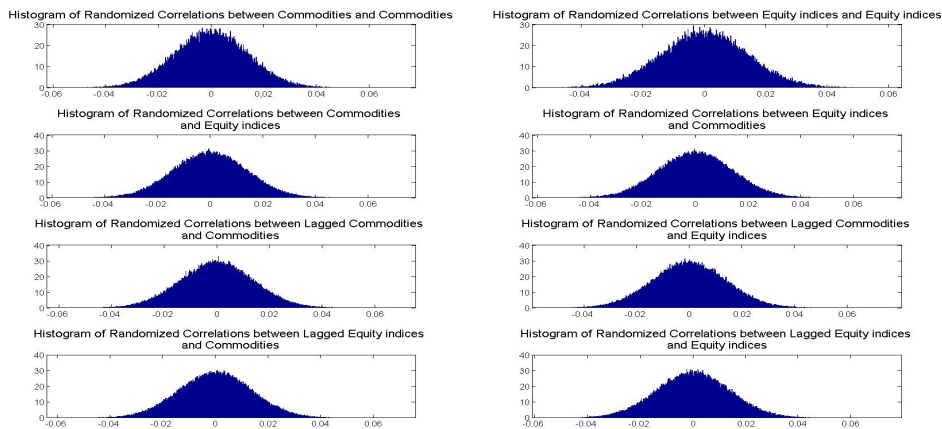 Histogram of Randomized Correlations between Commodities and Commodities
30
20
10
0
-0.06 -0.04 -0.02 0 0.02 0.04 0.06
Histogram of Randomized Correlations between Equity indices and Equity indices
30
20
10
0
-0.04 -0.02 0 0.02 0.04 0.06
Histogram of Randomized Correlations between Commodities
and Equity indices
40
30
20
10
0
-0.06 -0.04 -0.02 0 0.02 0.04 0.06
Histogram of Randomized Correlations between Equity indices
and Commodities
40
30
20
10
0
-0.06 -0.04 -0.02 0 0.02 0.04 0.06
Histogram of Randomized Correlations between Lagged Commodities
and Commodities
40
30
20
10
0
-0.06 -0.04 -0.02 0 0.02 0.04 0.06
Histogram of Randomized Correlations between Lagged Commodities
and Equity indices
40
30
20
10
0
-0.06 -0.04 -0.02 0 0.02 0.04 0.06
Histogram of Randomized Correlations between Lagged Equity indices
and Commodities
40
30
20
10
0
-0.06 -0.04 -0.02 0 0.02 0.04 0.06
Histogram of Randomized Correlations between Lagged Equity indices
and Equity indices
40
30
20
10
0
-0.06 -0.04 -0.02 0 0.02 0.04 0.06